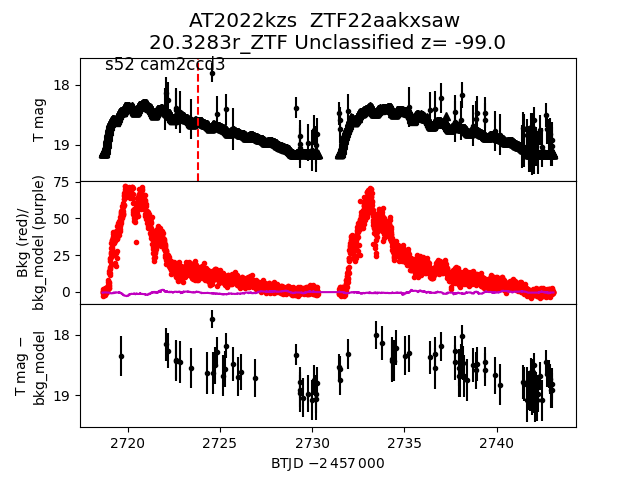 AT2022kzs  ZTF22aakxsaw
20.3283r_ZTF Unclassified z= -99.0
s52 cam2ccd3
T mag
18
19
Bkg (red)/
bkg_model (purple)
75
50
25
0
T mag −
bkg_model
18
19
2720
2725
2730
2735
2740
BTJD −2 457 000